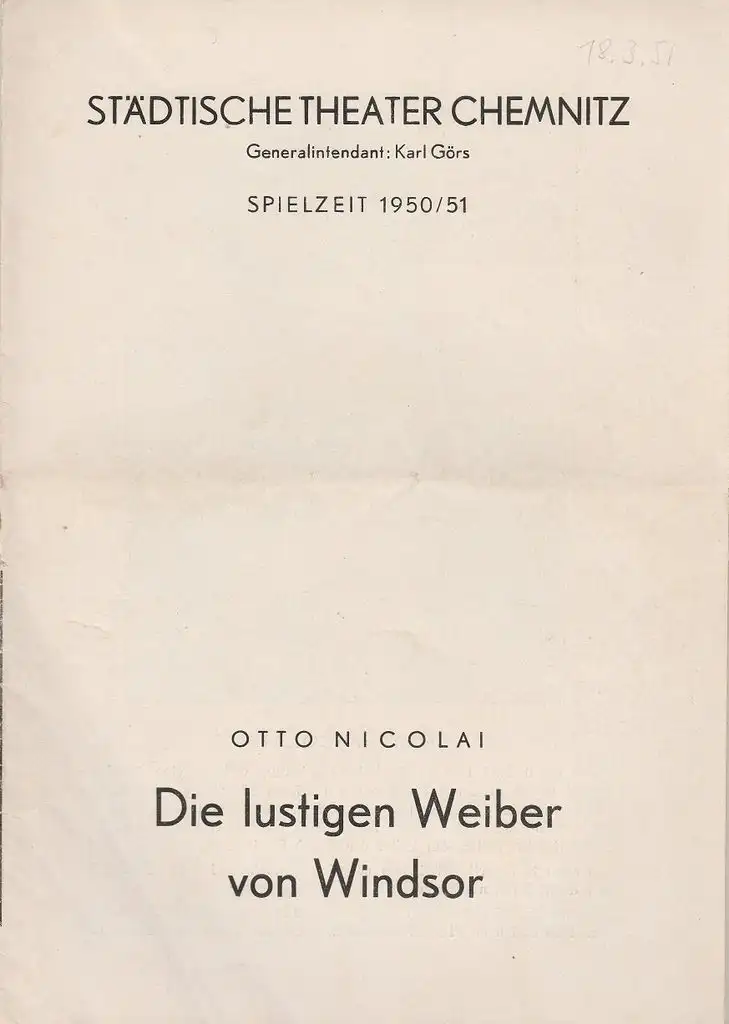 18.3.51
STÄDTISCHE THEATER CHEMNITZ
Generalintendant: Karl Görs
SPIELZEIT 1950/51
OTTO NICOLAI
Die lustigen Weiber
von Windsor